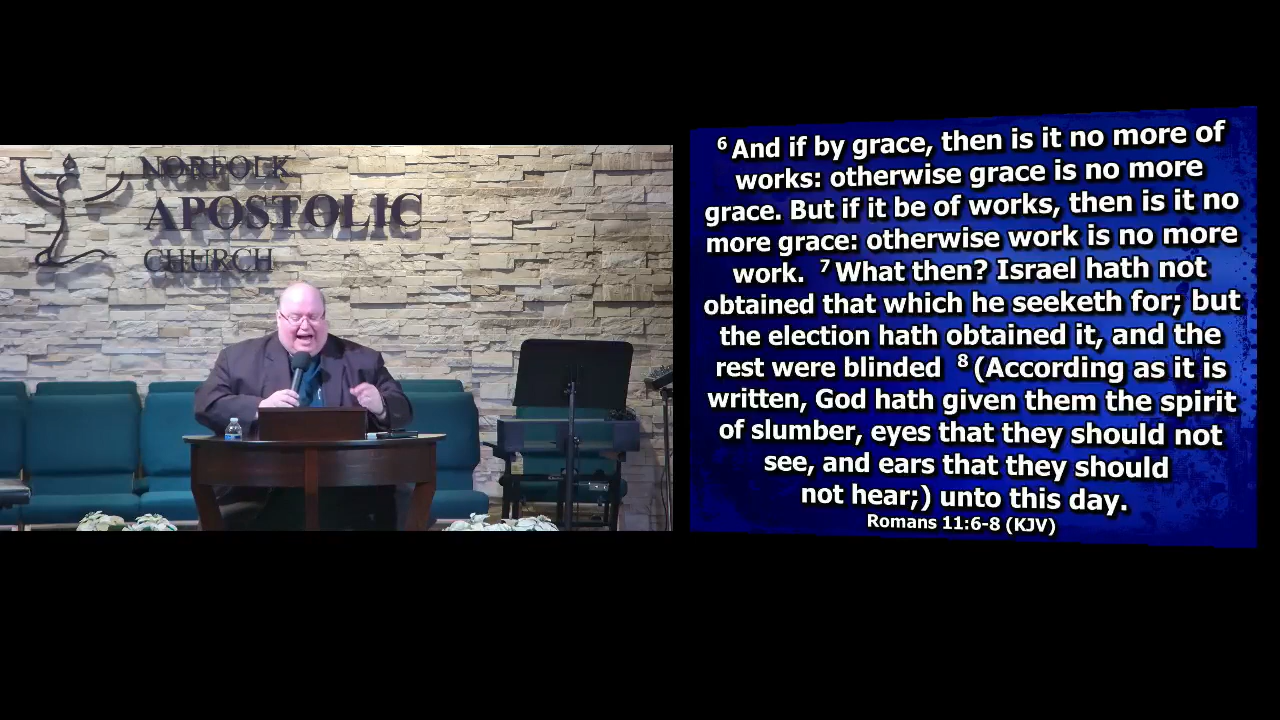 NORFOLK
APOSTOLIC
CHURCH
6 And if by grace, then is it no more of
works: otherwise grace is no more
grace. But if it be of works, then is it no
more grace: otherwise work is no more
work. 7 What then? Israel hath not
obtained that which he seeketh for; but
the election hath obtained it, and the
rest were blinded 8 (According as it is
written, God hath given them the spirit
of slumber, eyes that they should not
see, and ears that they should
not hear;) unto this day.
Romans 11:6-8 (KJV)